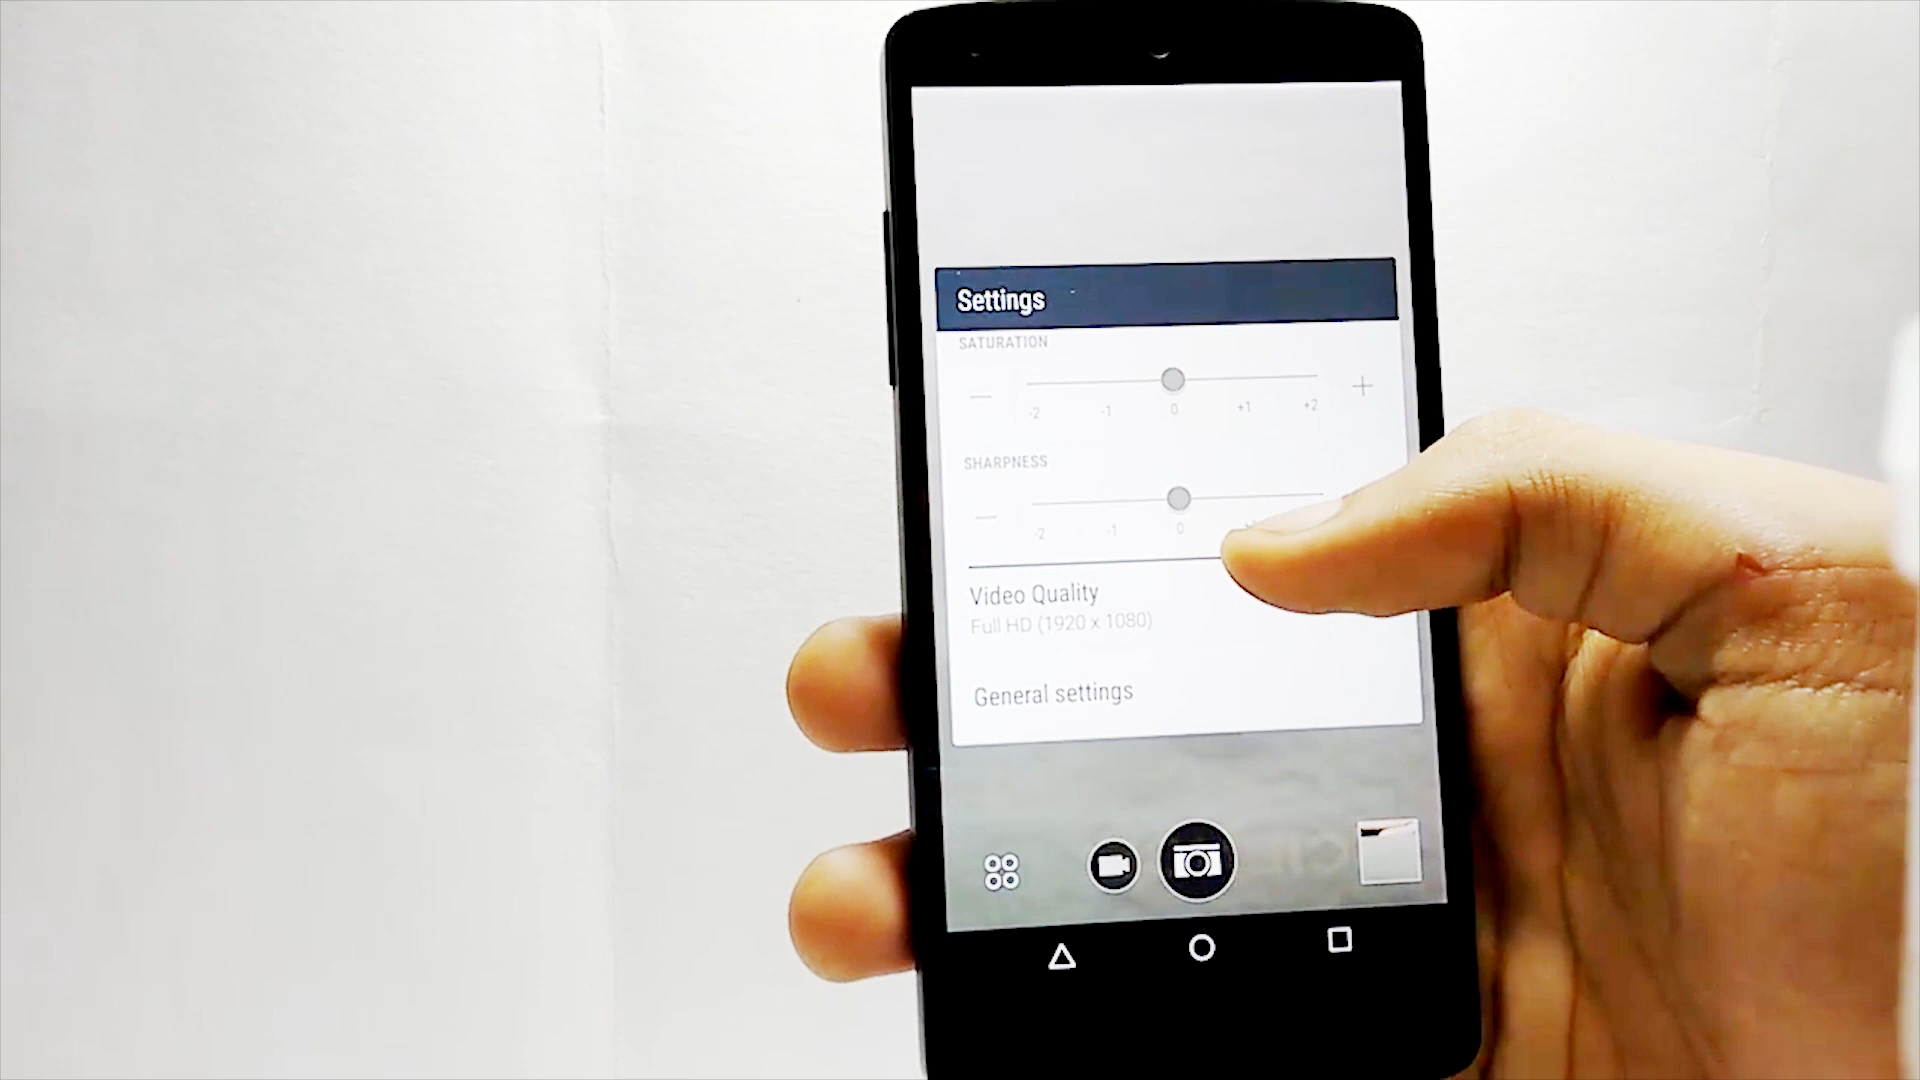 Settings
SATURATION
-2 -1 0 +1 +2
SHARPNESS
-2 -1 0
Video Quality
Full HD (1920 x 1080)
General settings